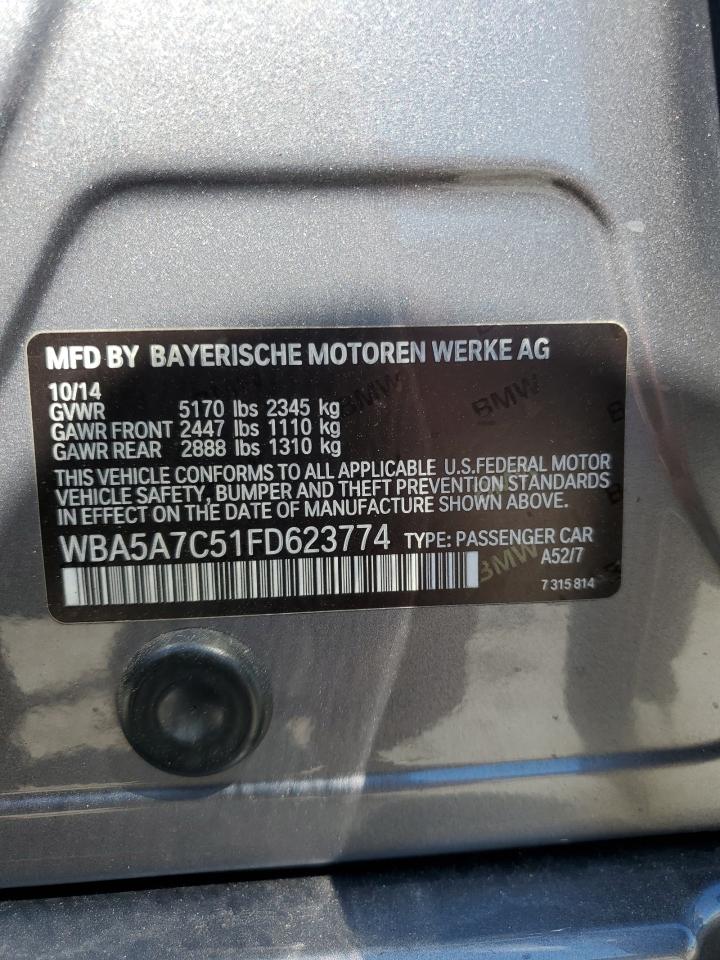 MFD BY BAYERISCHE MOTOREN WERKE AG
10/14
GVWR 5170 lbs 2345 kg
GAWR FRONT 2447 lbs 1110 kg
GAWR REAR 2888 lbs 1310 kg
THIS VEHICLE CONFORMS TO ALL APPLICABLE U.S.FEDERAL MOTOR
VEHICLE SAFETY, BUMPER AND THEFT PREVENTION STANDARDS
IN EFFECT ON THE DATE OF MANUFACTURE SHOWN ABOVE.
WBA5A7C51FD623774 TYPE: PASSENGER CAR
A52/7
7 315 814
BMW
BMW
BMW